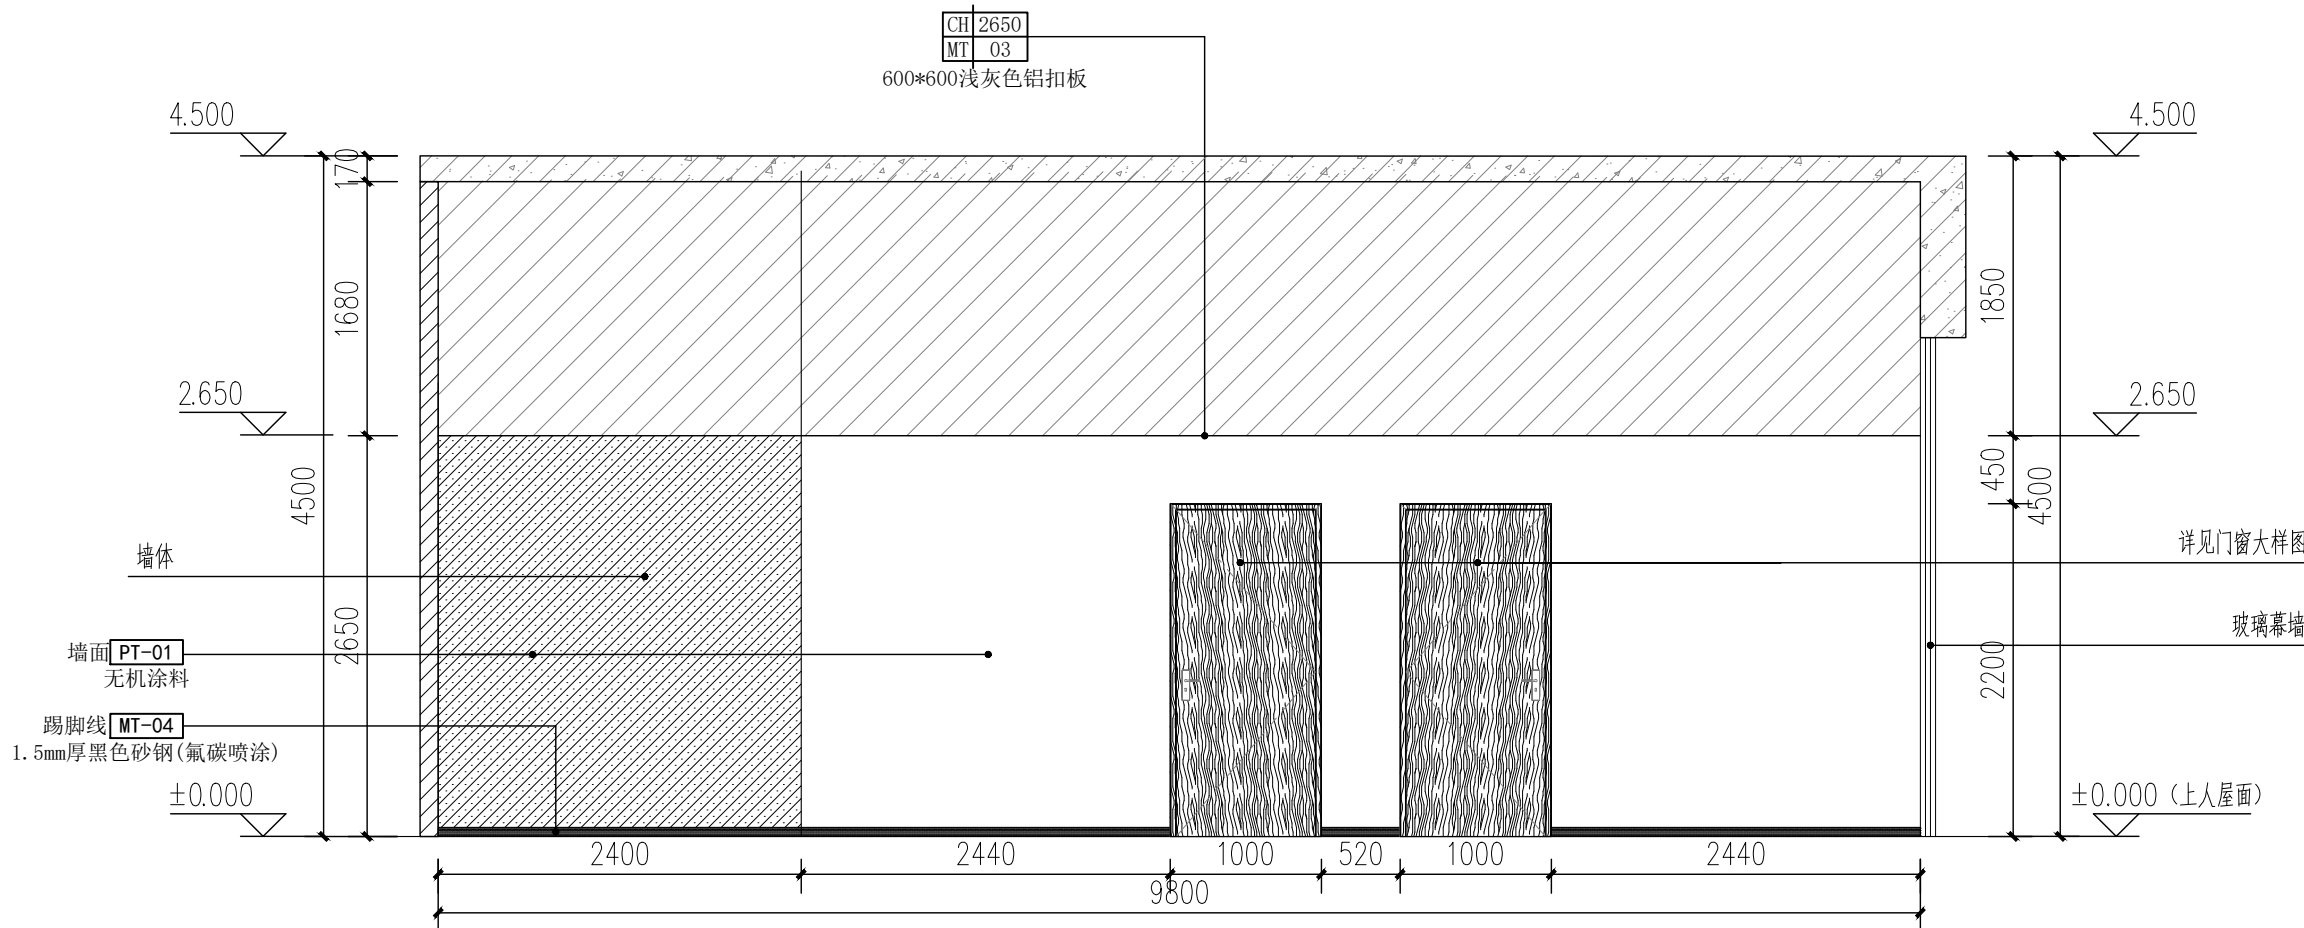 CH 2650
MT 03
600*600浅灰色铝扣板
4.500
4.500
170
1680
1850
2.650
2.650
450
4500
4500
墙体
详见门窗大样图
2650
玻璃幕墙
墙面 PT-01
无机涂料
2200
踢脚线 MT-04
1.5mm厚黑色砂钢(氟碳喷涂)
±0.000
±0.000（上人屋面）
2400 2440 1000 520 1000 2440
9800